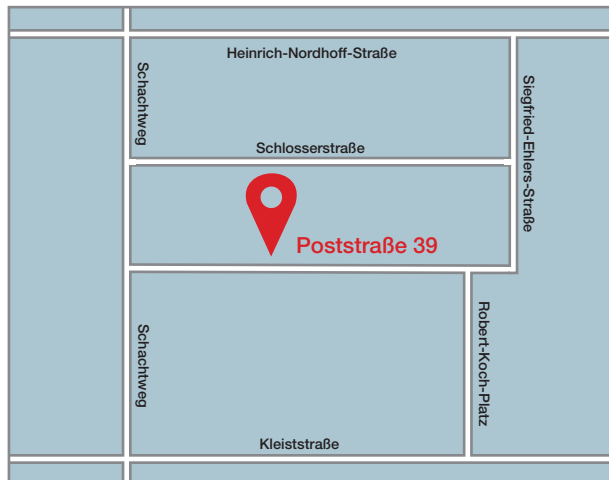 Heinrich-Nordhoff-Straße
Schachtweg
Siegfried-Ehlers-Straße
Schlosserstraße
Poststraße 39
Schachtweg
Robert-Koch-Platz
Kleiststraße